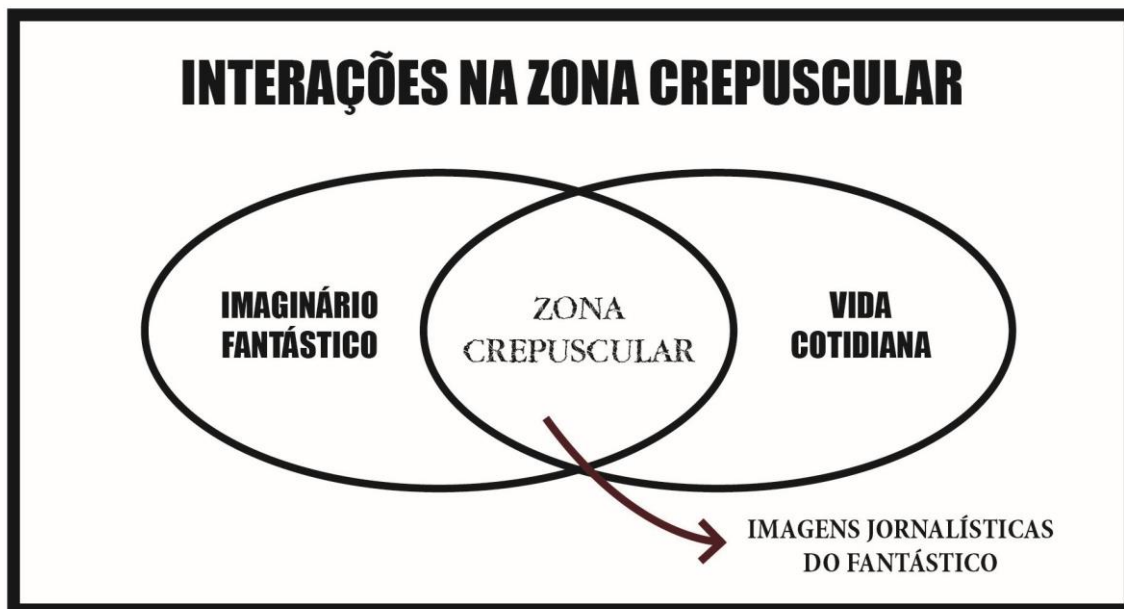 INTERAÇÕES NA ZONA CREPUSCULAR
IMAGINÁRIO
FANTÁSTICO
ZONA
CREPUSCULAR
VIDA
COTIDIANA
IMAGENS JORNALÍSTICAS
DO FANTÁSTICO